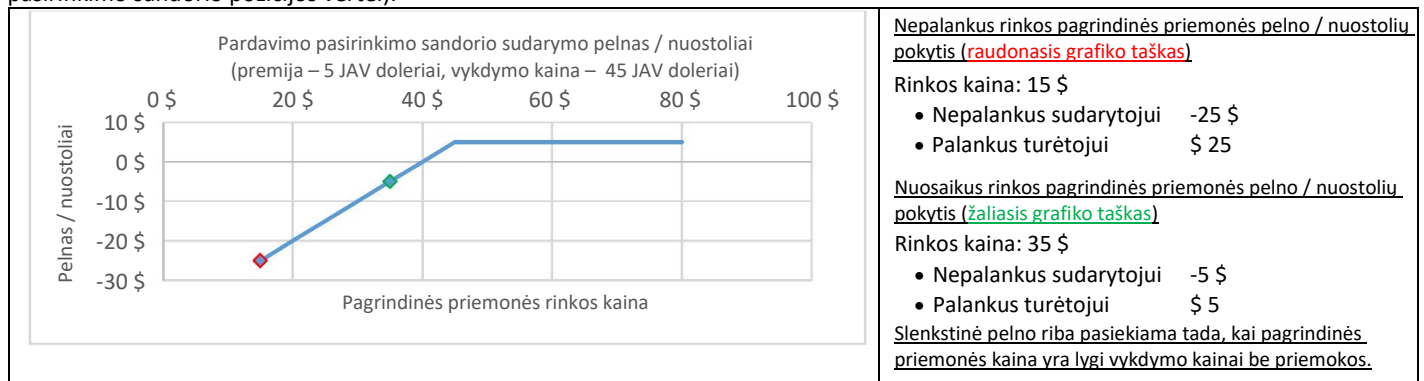 Pardavimo pasirinkimo sandorio sudarymo pelnas / nuostoliai
(premija – 5 JAV doleriai, vykdymo kaina – 45 JAV doleriai)
0 $ 20 $ 40 $ 60 $ 80 $ 100 $
10 $
0 $
-10 $
-20 $
-30 $
Pelnas / nuostoliai
Pagrindinės priemonės rinkos kaina
Nepalankus rinkos pagrindinės priemonės pelno / nuostolių
pokytis (raudonasis grafiko taškas)
Rinkos kaina: 15 $
• Nepalankus sudarytojui -25 $
• Palankus turėtojui $ 25
Nuosaikus rinkos pagrindinės priemonės pelno / nuostolių
pokytis (žaliasis grafiko taškas)
Rinkos kaina: 35 $
• Nepalankus sudarytojui -5 $
• Palankus turėtojui $ 5
Slenkstinė pelno riba pasiekiama tada, kai pagrindinės
priemonės kaina yra lygi vykdymo kainai be priemokos.